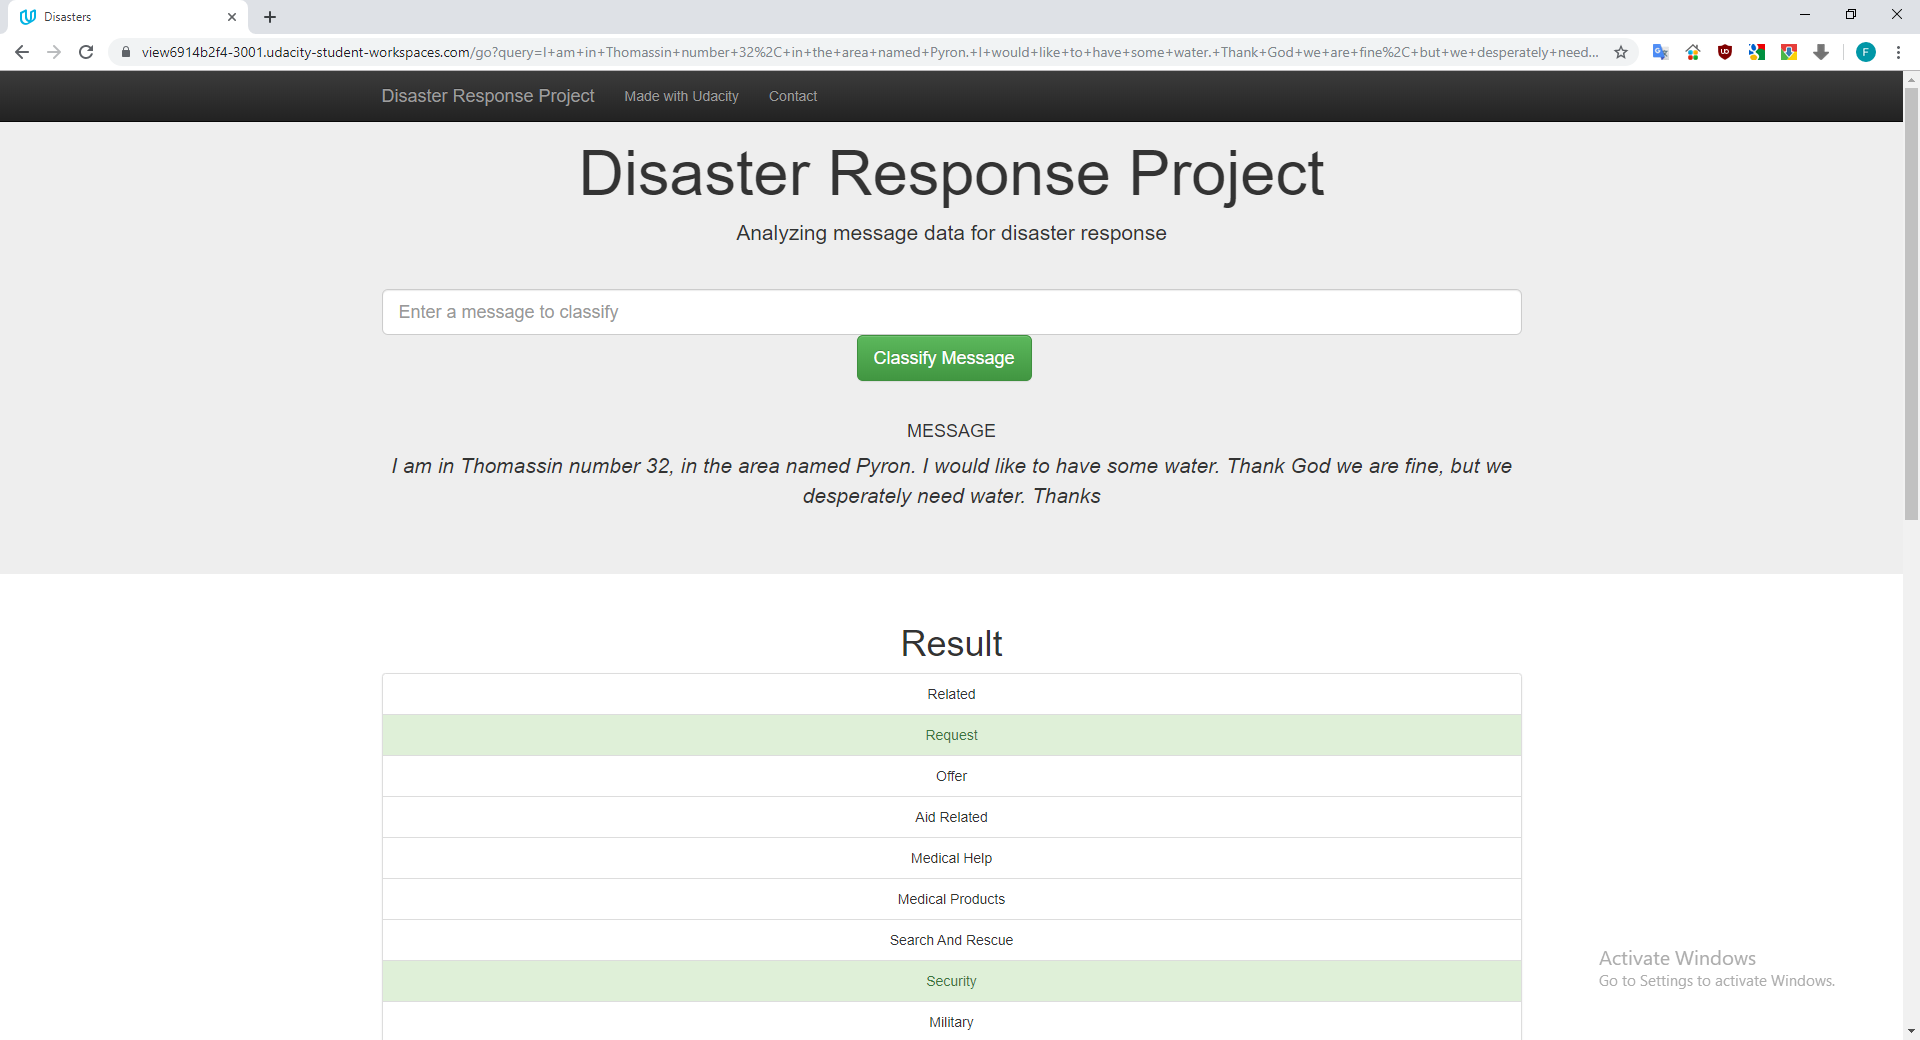 Disasters
view6914b2f4-3001.udacity-student-workspaces.com/go?query=I+am+in+Thomassin+number+32%2C+in+the+area+named+Pyron.+I+would+like+to+have+some+water.+Thank+God+we+are+fine%2C+but+we+desperately+need...
F
Disaster Response Project Made with Udacity Contact
Disaster Response Project
Analyzing message data for disaster response
Enter a message to classify
Classify Message
MESSAGE
I am in Thomassin number 32, in the area named Pyron. I would like to have some water. Thank God we are fine, but we
desperately need water. Thanks
Result
Related
Request
Offer
Aid Related
Medical Help
Medical Products
Search And Rescue
Security
Military
Activate Windows
Go to Settings to activate Windows.